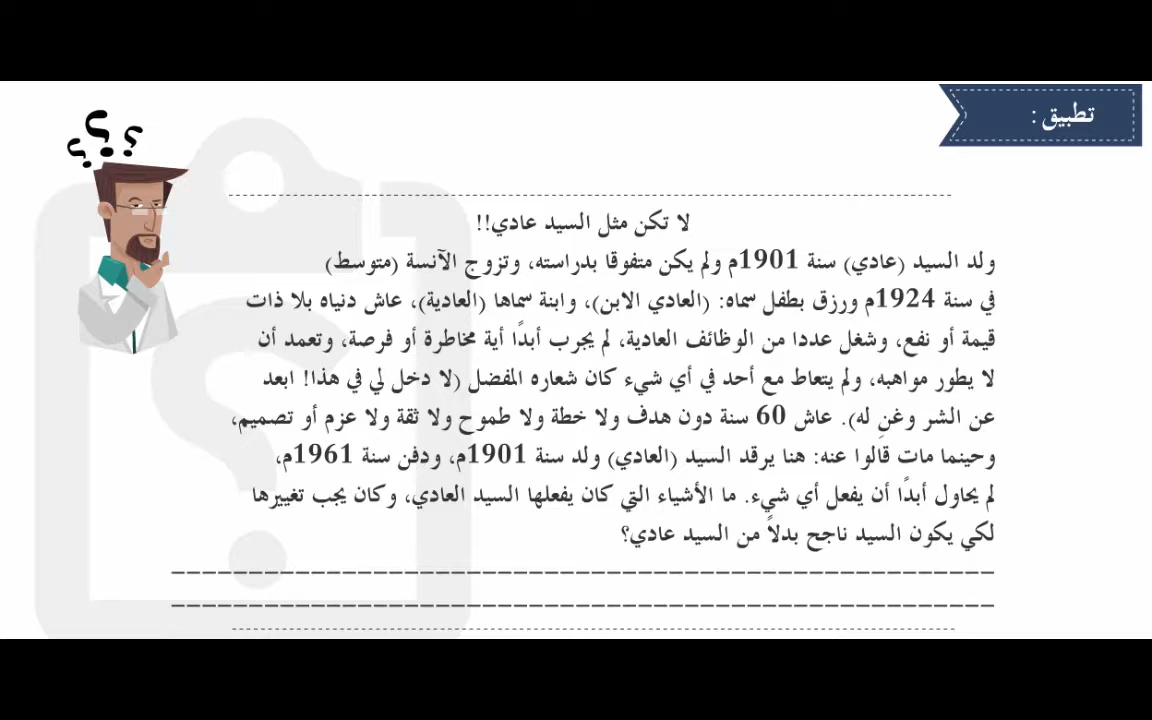 تطبيق :
لا تكن مثل السيد عادي!!
ولد السيد (عادي) سنة 1901م ولم يكن متفوقا بدراسته، وتزوج الآنسة (متوسط)
في سنة 1924م ورزق بطفل سماه: (العادي الابن)، وابنة سماها (العادية)، عاش دنياه بلا ذات
قيمة أو نفع، وشغل عددا من الوظائف العادية، لم يجرب أبدًا أية مخاطرة أو فرصة، وتعمد أن
لا يطور مواهبه، ولم يتعاط مع أحد في أي شيء كان شعاره المفضل (لا دخل لي في هذا! ابعد
عن الشر وغنِ له). عاش 60 سنة دون هدف ولا خطة ولا طموح ولا ثقة ولا عزم أو تصميم،
وحينما مات قالوا عنه: هنا يرقد السيد (العادي) ولد سنة 1901م، ودفن سنة 1961م،
لم يحاول أبدًا أن يفعل أي شيء. ما الأشياء التي كان يفعلها السيد العادي، وكان يجب تغييرها
لكي يكون السيد ناجح بدلاً من السيد عادي؟